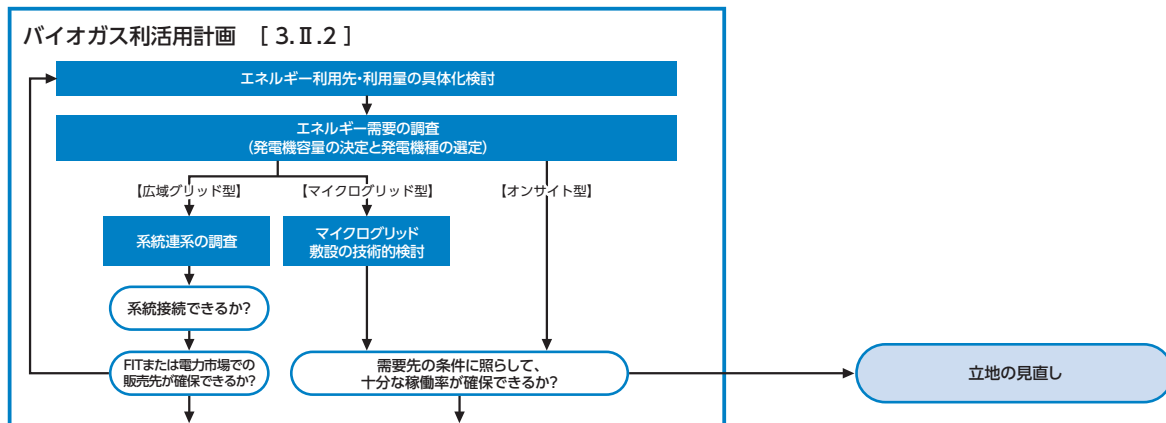 バイオガス利活用計画 [ 3.Ⅱ.2 ]
エネルギー利用先・利用量の具体化検討
エネルギー需要の調査
（発電機容量の決定と発電機種の選定）
【広域グリッド型】
【マイクログリッド型】
【オンサイト型】
系統連系の調査
マイクログリッド
敷設の技術的検討
系統接続できるか?
FITまたは電力市場での
販売先が確保できるか?
需要先の条件に照らして、
十分な稼働率が確保できるか?
立地の見直し